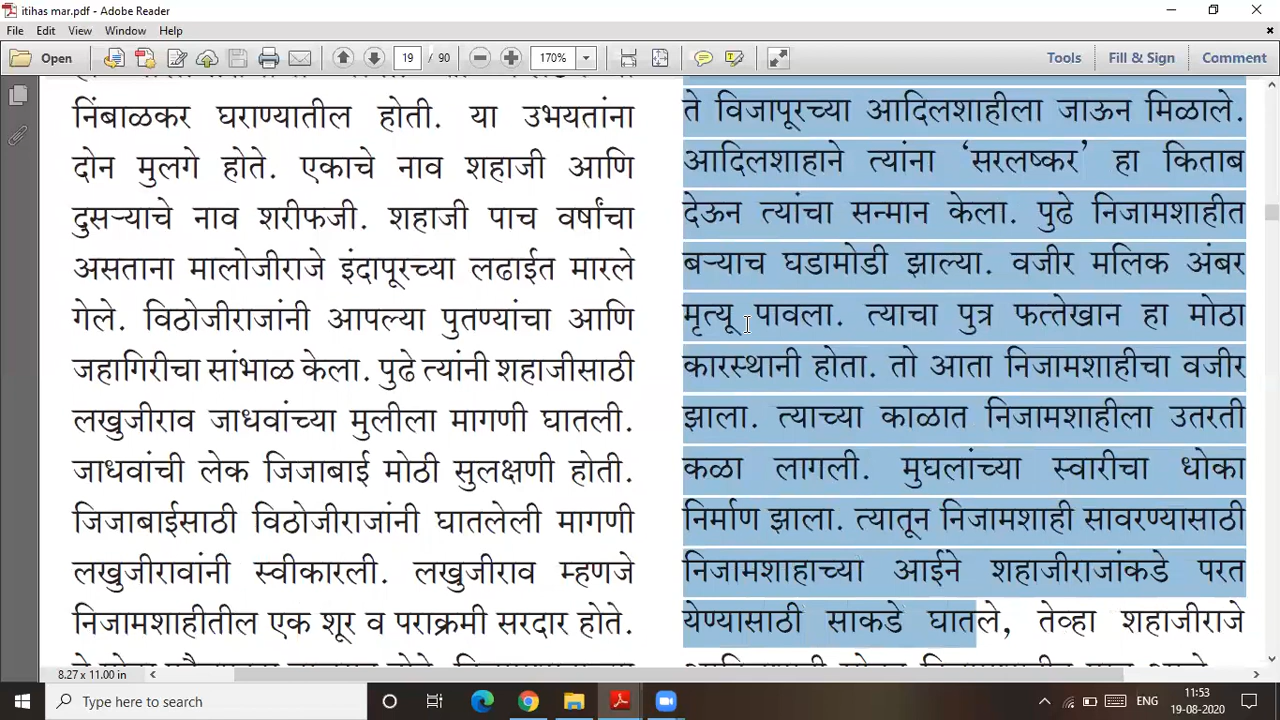 itihas mar.pdf - Adobe Reader
File Edit View Window Help
Open 19 / 90 170% Tools Fill & Sign Comment
निंबाळकर घराण्यातील होती. या उभयतांना
दोन मुलगे होते. एकाचे नाव शहाजी आणि
दुसऱ्याचे नाव शरीफजी. शहाजी पाच वर्षांचा
असताना मालोजीराजे इंदापूरच्या लढाईत मारले
गेले. विठोजीराजांनी आपल्या पुतण्यांचा आणि
जहागिरीचा सांभाळ केला. पुढे त्यांनी शहाजीसाठी
लखुजीराव जाधवांच्या मुलीला मागणी घातली.
जाधवांची लेक जिजाबाई मोठी सुलक्षणी होती.
जिजाबाईसाठी विठोजीराजांनी घातलेली मागणी
लखुजीरावांनी स्वीकारली. लखुजीराव म्हणजे
निजामशाहीतील एक शूर व पराक्रमी सरदार होते.
ते विजापूरच्या आदिलशाहीला जाऊन मिळाले.
आदिलशाहाने त्यांना ‘सरलष्कर’ हा किताब
देऊन त्यांचा सन्मान केला. पुढे निजामशाहीत
बऱ्याच घडामोडी झाल्या. वजीर मलिक अंबर
मृत्यू पावला. त्याचा पुत्र फत्तेखान हा मोठा
कारस्थानी होता. तो आता निजामशाहीचा वजीर
झाला. त्याच्या काळात निजामशाहीला उतरती
कळा लागली. मुघलांच्या स्वारीचा धोका
निर्माण झाला. त्यातून निजामशाही सावरण्यासाठी
निजामशाहाच्या आईने शहाजीराजांकडे परत
येण्यासाठी साकडे घातले, तेव्हा शहाजीराजे
8.27 x 11.00 in
Type here to search
ENG
11:53
19-08-2020